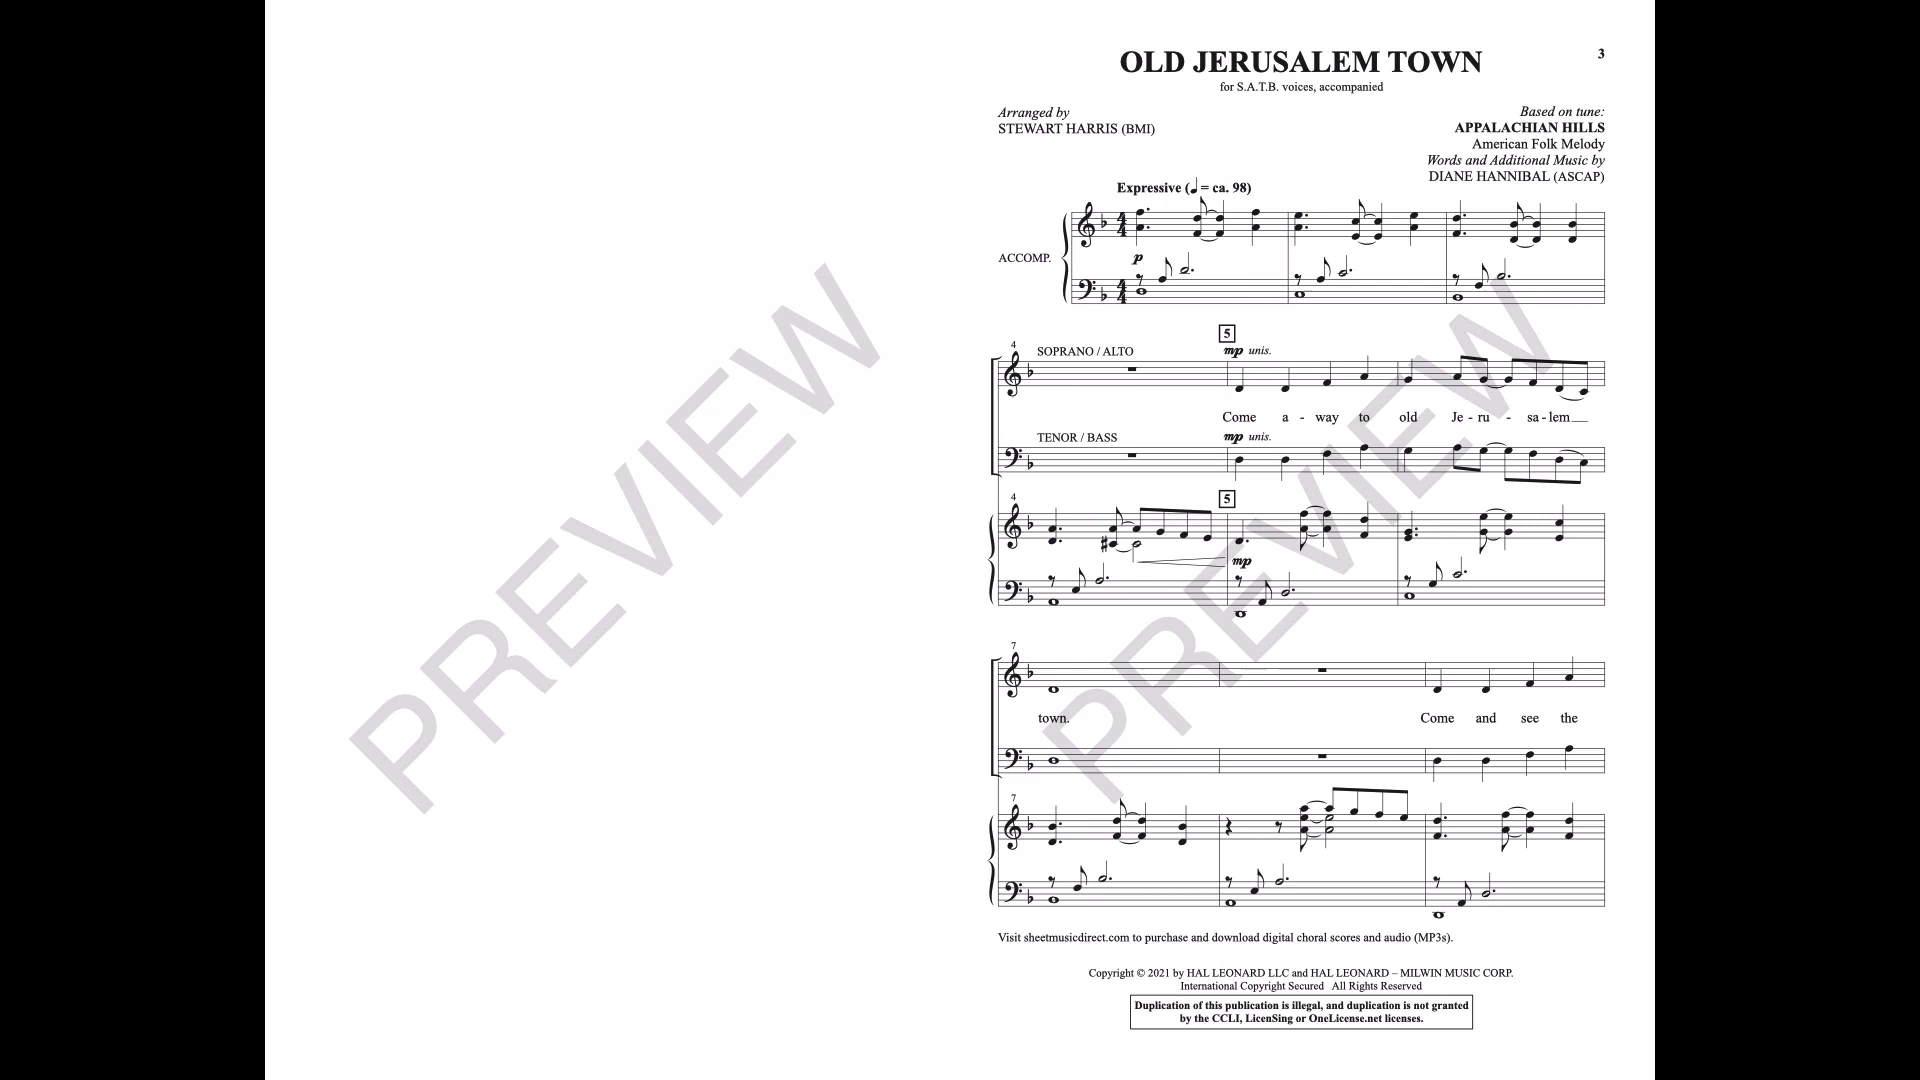 OLD JERUSALEM TOWN
3
for S.A.T.B. voices, accompanied
Arranged by
STEWART HARRIS (BMI)
Based on tune:
APPALACHIAN HILLS
American Folk Melody
Words and Additional Music by
DIANE HANNIBAL (ASCAP)
Expressive (♩ = ca. 98)
ACCOMP.
p
5
4
SOPRANO / ALTO
mp unis.
Come a - way to old Je - ru - sa - lem
TENOR / BASS
mp unis.
4
5
mp
7
town. Come and see the
7
Visit sheetmusicdirect.com to purchase and download digital choral scores and audio (MP3s).
Copyright © 2021 by HAL LEONARD LLC and HAL LEONARD – MILWIN MUSIC CORP.
International Copyright Secured All Rights Reserved
Duplication of this publication is illegal, and duplication is not granted
by the CCLI, LicenSing or OneLicense.net licenses.
PREVIEW
PREVIEW